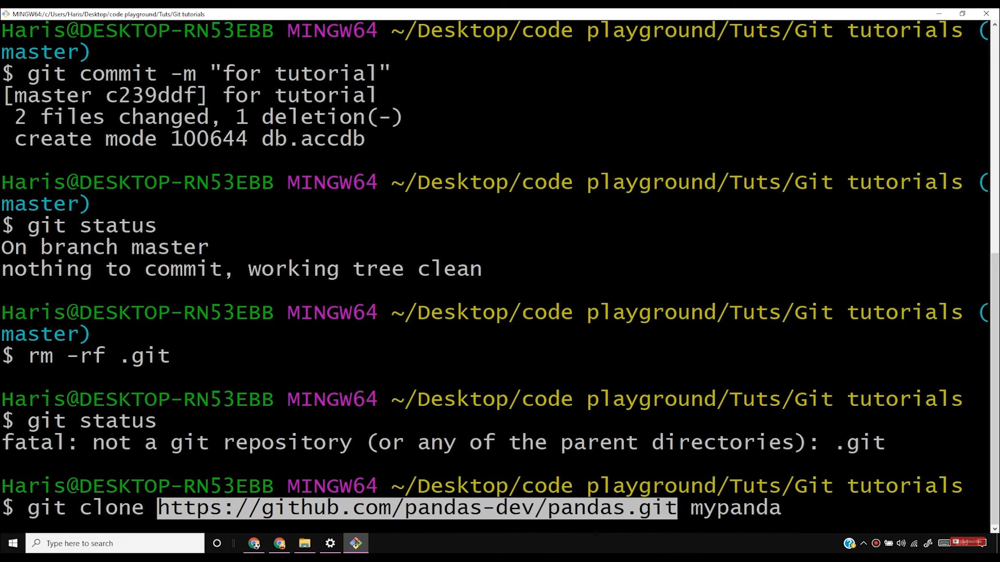 MINGW64:/c/Users/Haris/Desktop/code playground/Tuts/Git tutorials
Haris@DESKTOP-RN53EBB MINGW64 ~/Desktop/code playground/Tuts/Git tutorials (
master)
$ git commit -m "for tutorial"
[master c239ddf] for tutorial
 2 files changed, 1 deletion(-)
 create mode 100644 db.accdb
Haris@DESKTOP-RN53EBB MINGW64 ~/Desktop/code playground/Tuts/Git tutorials (
master)
$ git status
On branch master
nothing to commit, working tree clean
Haris@DESKTOP-RN53EBB MINGW64 ~/Desktop/code playground/Tuts/Git tutorials (
master)
$ rm -rf .git
Haris@DESKTOP-RN53EBB MINGW64 ~/Desktop/code playground/Tuts/Git tutorials
$ git status
fatal: not a git repository (or any of the parent directories): .git
Haris@DESKTOP-RN53EBB MINGW64 ~/Desktop/code playground/Tuts/Git tutorials
$ git clone https://github.com/pandas-dev/pandas.git mypanda
Type here to search
Subscribe